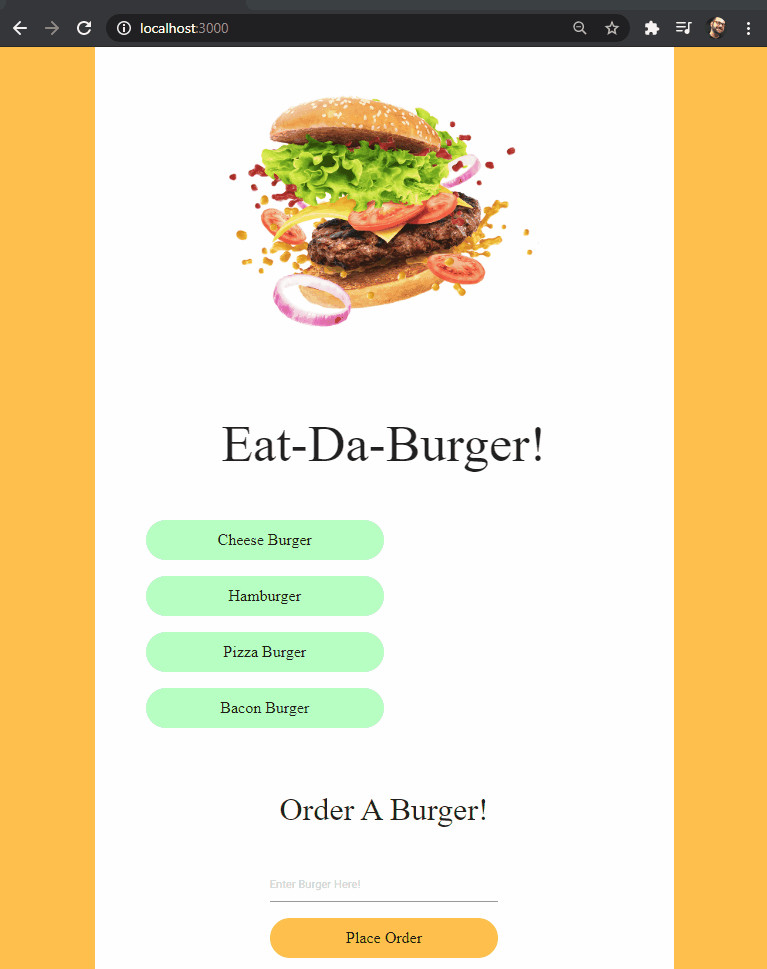 localhost:3000
Eat-Da-Burger!
Cheese Burger
Hamburger
Pizza Burger
Bacon Burger
Order A Burger!
Enter Burger Here!
Place Order